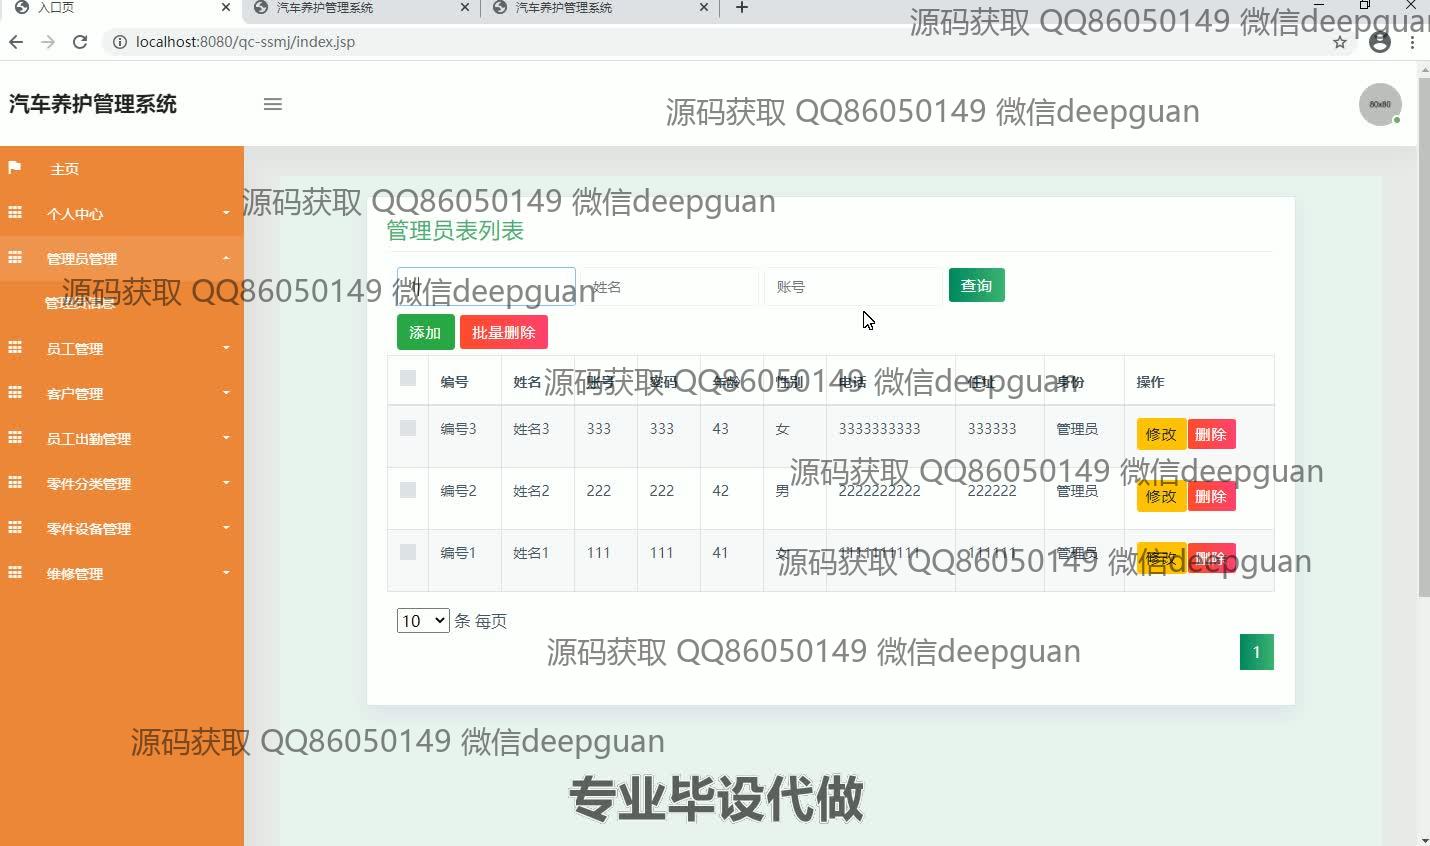 入口页
汽车养护管理系统
汽车养护管理系统
源码获取 QQ86050149 微信deepguan
localhost:8080/qc-ssmj/index.jsp
汽车养护管理系统
源码获取 QQ86050149 微信deepguan
80x80
主页
个人中心
管理员管理
管理员信息
员工管理
客户管理
员工出勤管理
零件分类管理
零件设备管理
维修管理
源码获取 QQ86050149 微信deepguan
管理员表列表
源码获取 QQ86050149 微信deepguan
姓名 账号 查询
添加 批量删除
编号 姓名 账号 密码 年龄 性别 电话 住址 身份 操作
源码获取 QQ86050149 微信deepguan
编号3 姓名3 333 333 43 女 3333333333 333333 管理员 修改 删除
源码获取 QQ86050149 微信deepguan
编号2 姓名2 222 222 42 男 2222222222 222222 管理员 修改 删除
编号1 姓名1 111 111 41 女 1111111111 111111 管理员 修改 删除
源码获取 QQ86050149 微信deepguan
10 条 每页
源码获取 QQ86050149 微信deepguan
1
源码获取 QQ86050149 微信deepguan
专业毕设代做